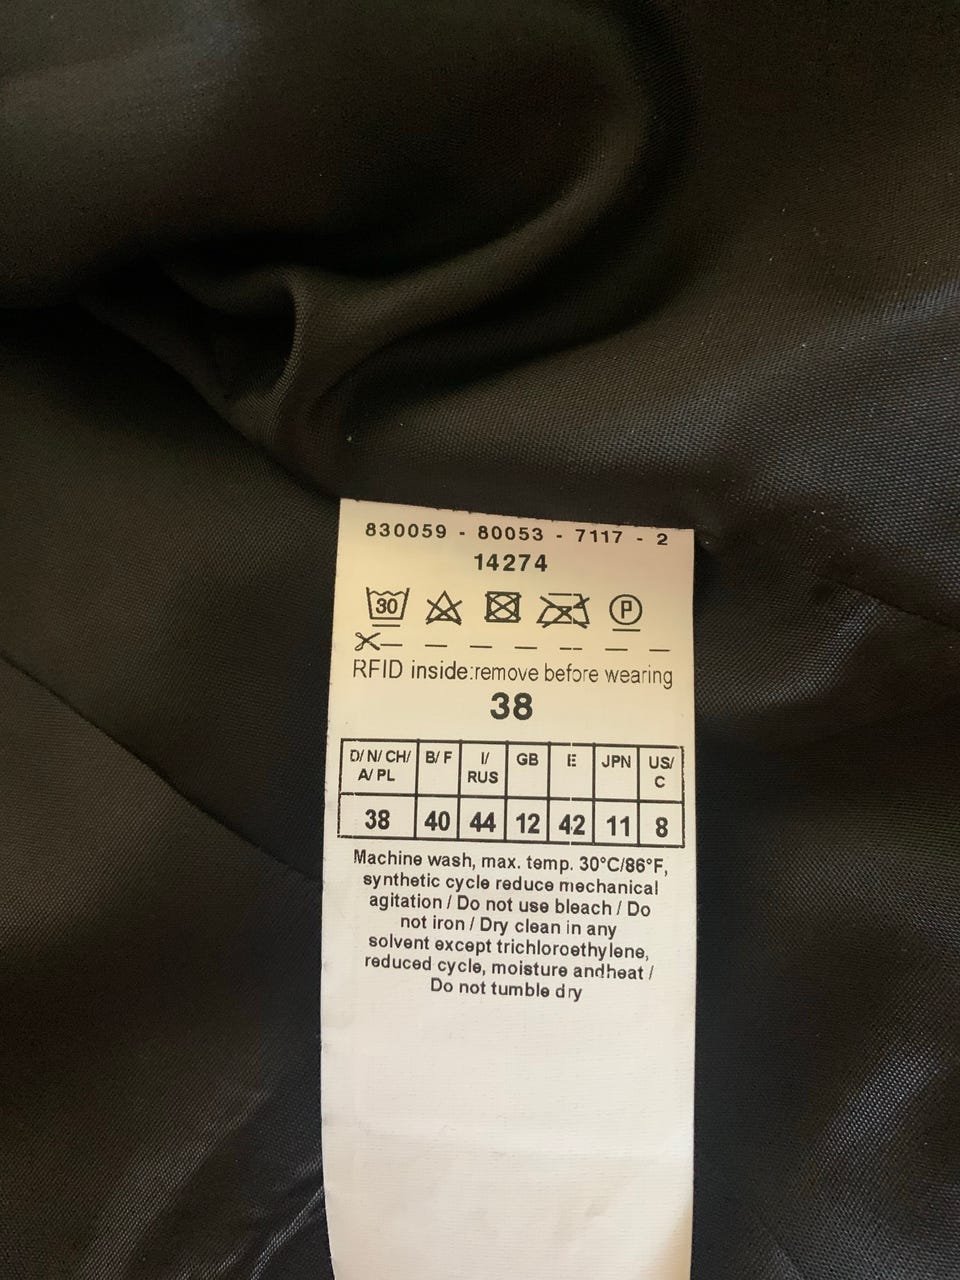 830059 - 80053 - 7117 - 2
14274
30 P
RFID inside:remove before wearing
38
D/ N/ CH/ A/ PL B/ F I/ RUS GB E JPN US/ C
38 40 44 12 42 11 8
Machine wash, max. temp. 30°C/86°F,
synthetic cycle reduce mechanical
agitation / Do not use bleach / Do
not iron / Dry clean in any
solvent except trichloroethylene,
reduced cycle, moisture andheat /
Do not tumble dry